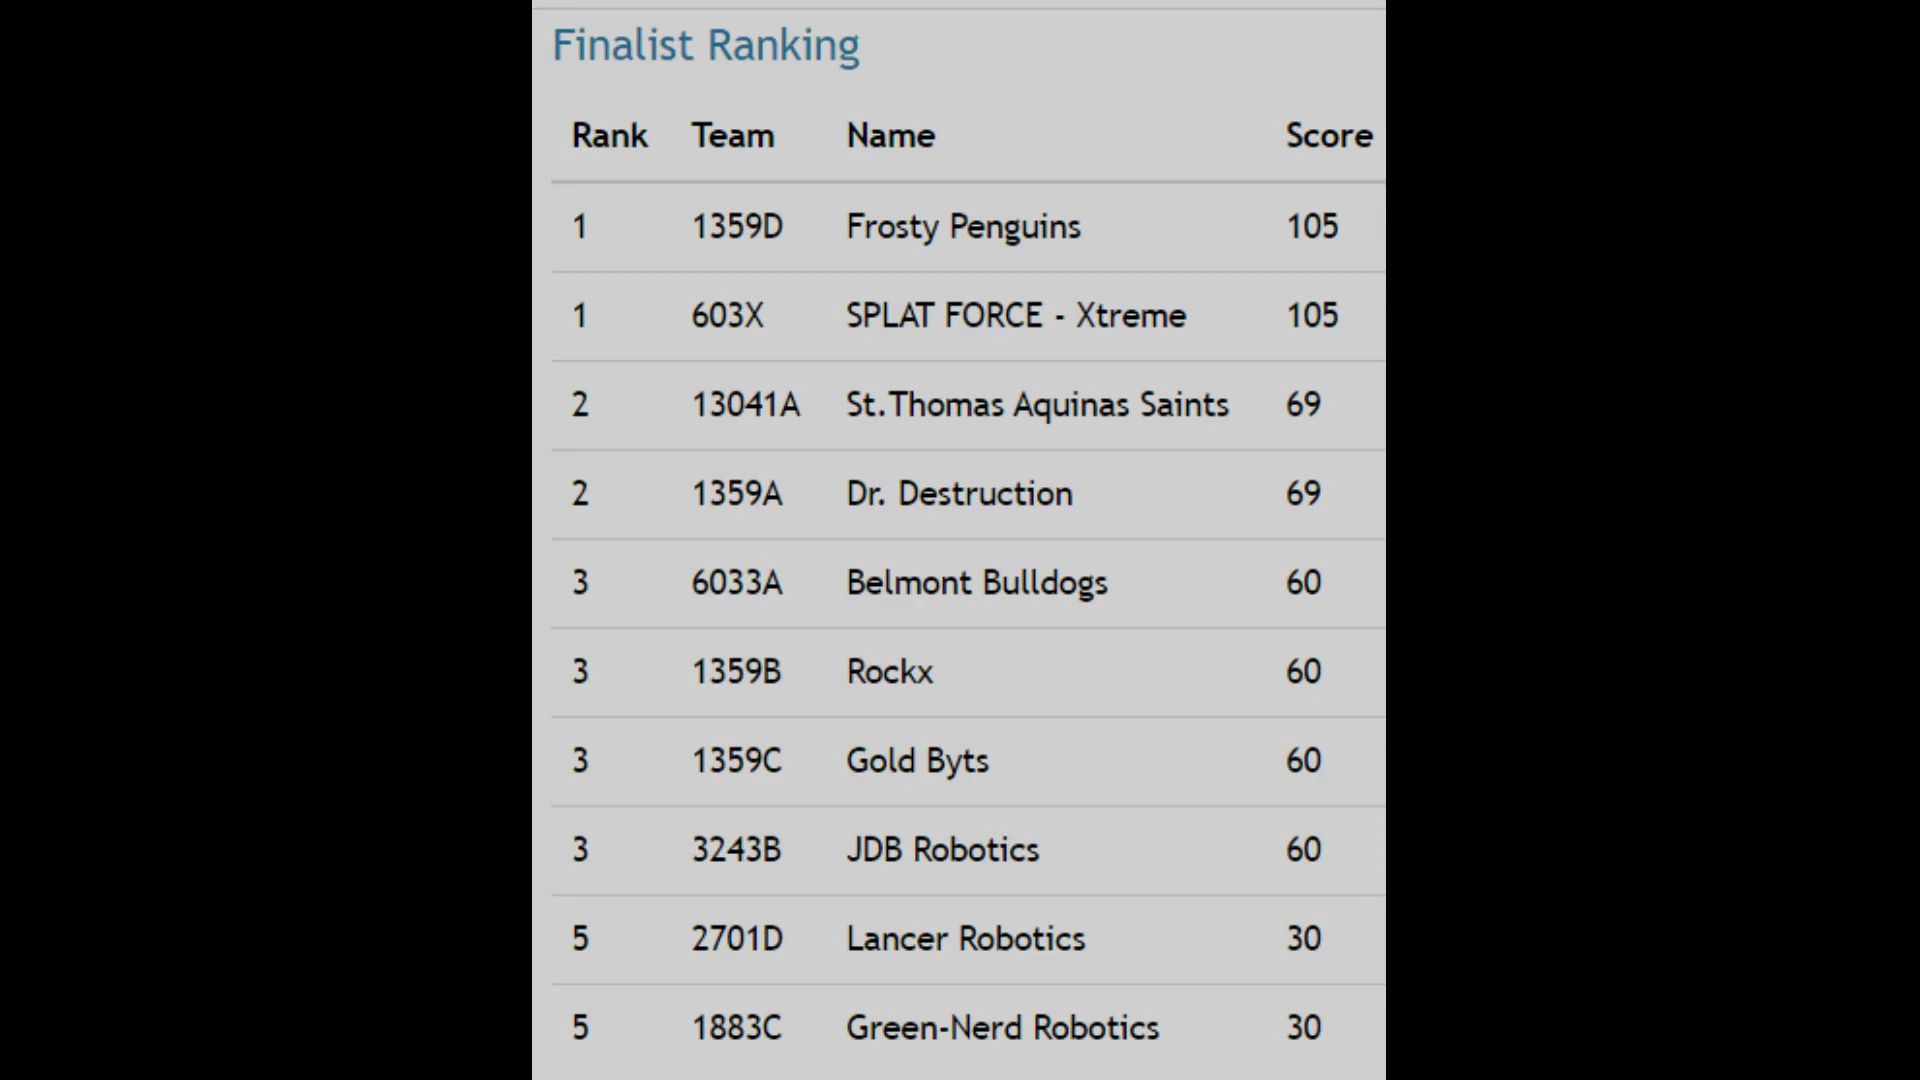 Finalist Ranking
Rank Team Name Score
1 1359D Frosty Penguins 105
1 603X SPLAT FORCE - Xtreme 105
2 13041A St.Thomas Aquinas Saints 69
2 1359A Dr. Destruction 69
3 6033A Belmont Bulldogs 60
3 1359B Rockx 60
3 1359C Gold Byts 60
3 3243B JDB Robotics 60
5 2701D Lancer Robotics 30
5 1883C Green-Nerd Robotics 30